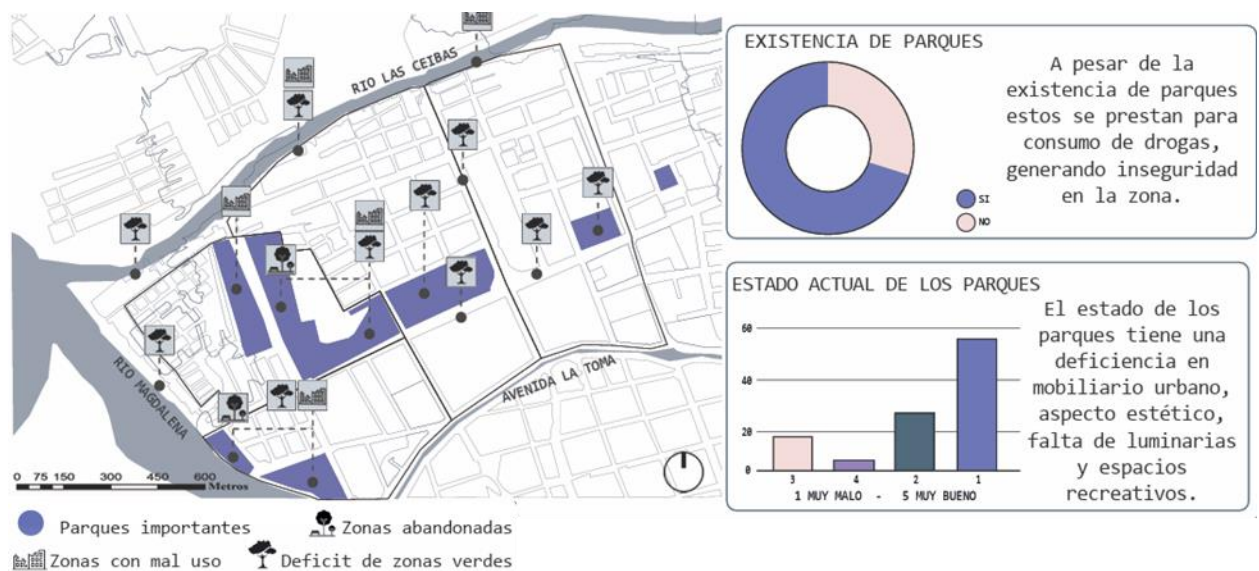 RIO LAS CEIBAS
RIO MAGDALENA
AVENIDA LA TOMA
0 75 150 300 450 600
Metros
Parques importantes
Zonas abandonadas
Zonas con mal uso
Deficit de zonas verdes
EXISTENCIA DE PARQUES
SI
NO
A pesar de la
existencia de parques
estos se prestan para
consumo de drogas,
generando inseguridad
en la zona.
ESTADO ACTUAL DE LOS PARQUES
60
40
20
0
3 4 2 1
1 MUY MALO - 5 MUY BUENO
El estado de los
parques tiene una
deficiencia en
mobiliario urbano,
aspecto estético,
falta de luminarias
y espacios
recreativos.